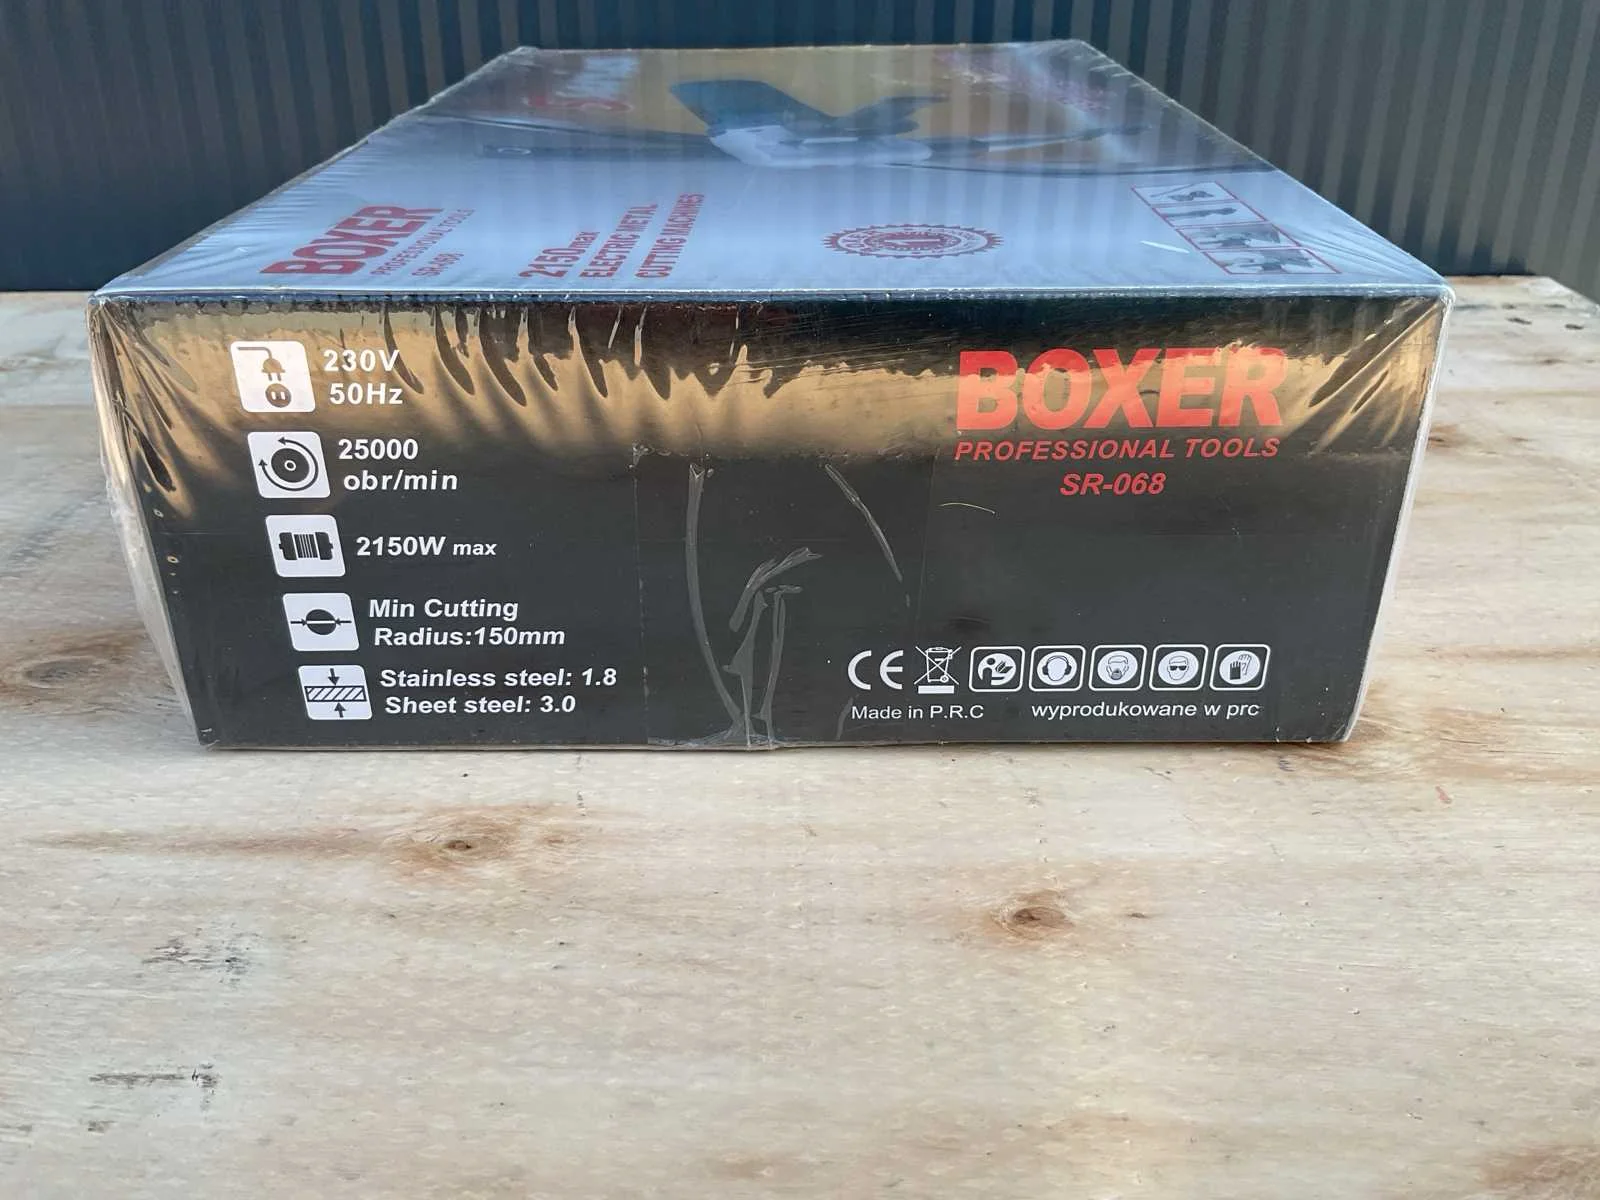 BOXER
PROFESSIONAL TOOLS
SR-068
2150max
ELECTRIC METAL
CUTTING MACHINES
230V
50Hz
25000
obr/min
2150W max
Min Cutting
Radius:150mm
Stainless steel: 1.8
Sheet steel: 3.0
BOXER
PROFESSIONAL TOOLS
SR-068
CE
Made in P.R.C
wyprodukowane w prc